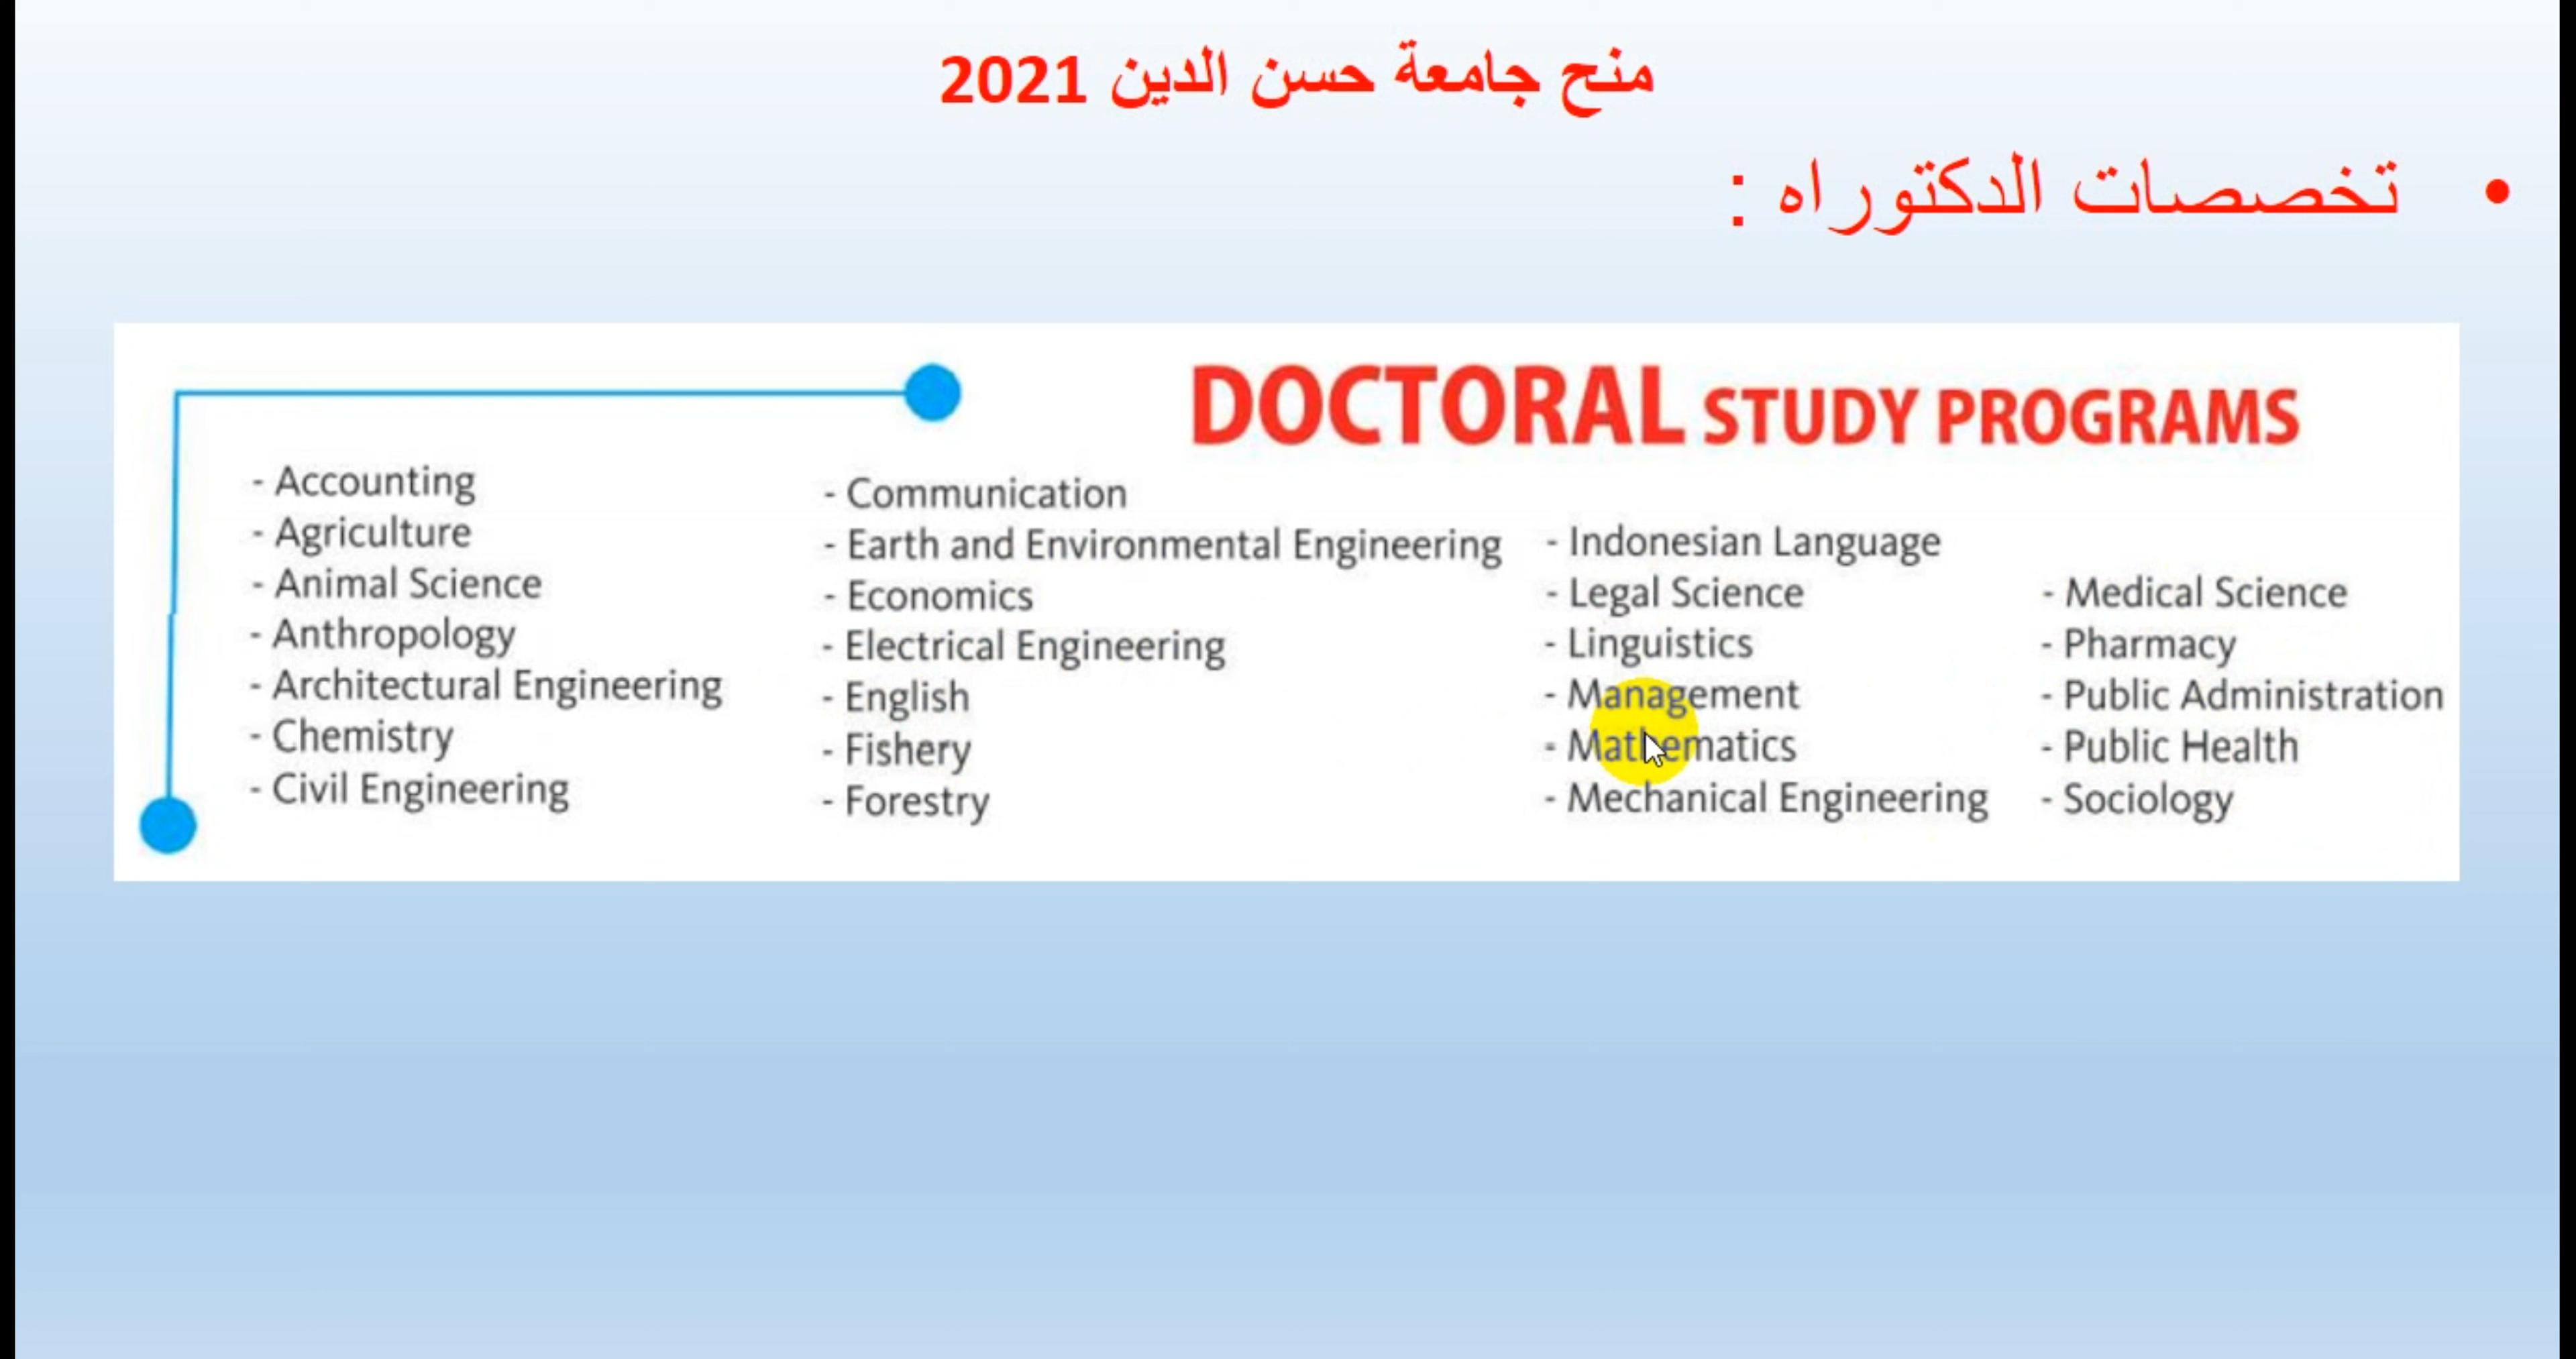 منح جامعة حسن الدين 2021
• تخصصات الدكتوراه :
DOCTORAL STUDY PROGRAMS
- Accounting
- Agriculture
- Animal Science
- Anthropology
- Architectural Engineering
- Chemistry
- Civil Engineering
- Communication
- Earth and Environmental Engineering
- Economics
- Electrical Engineering
- English
- Fishery
- Forestry
- Indonesian Language
- Legal Science
- Linguistics
- Management
- Mathematics
- Mechanical Engineering
- Medical Science
- Pharmacy
- Public Administration
- Public Health
- Sociology